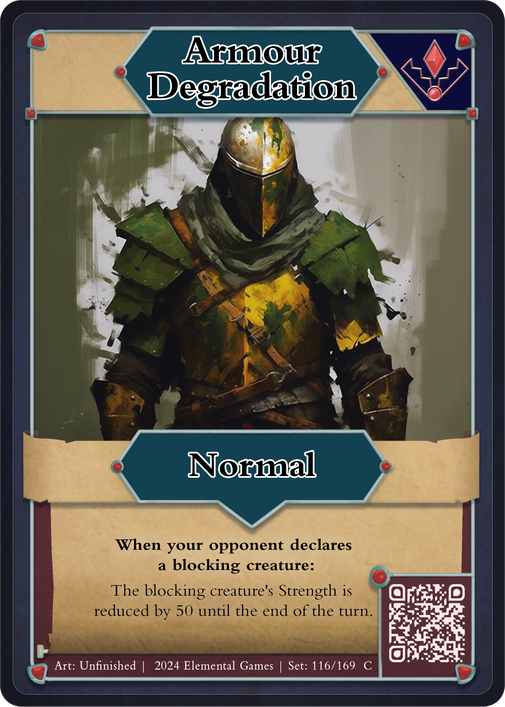 Armour
Degradation
Normal
When your opponent declares
a blocking creature:
The blocking creature's Strength is
reduced by 50 until the end of the turn.
Art: Unfinished | 2024 Elemental Games | Set: 116/169 C